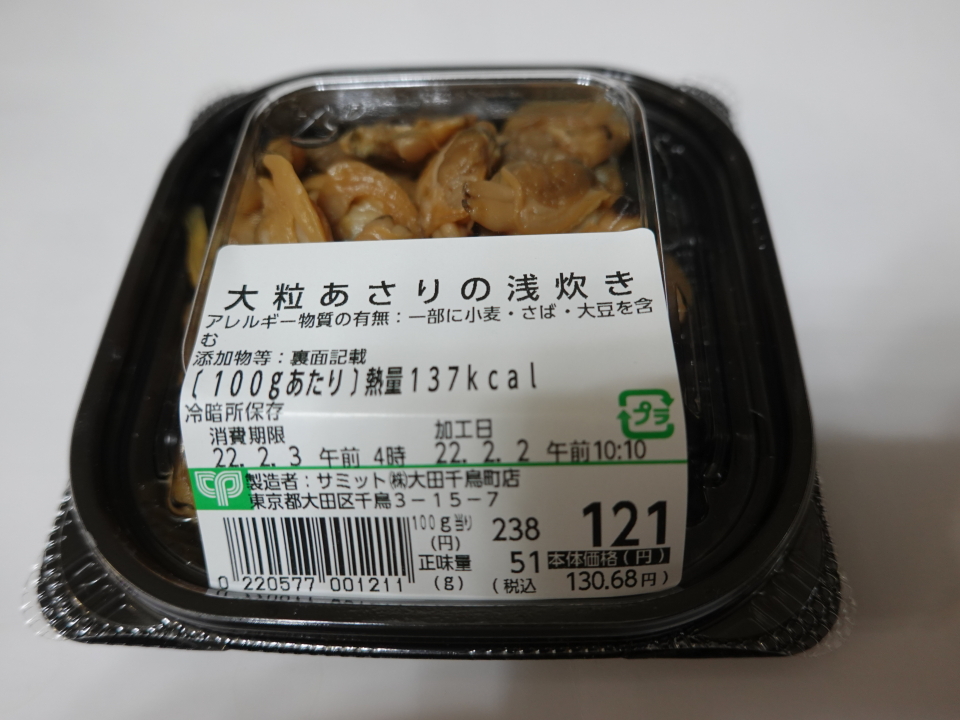 大粒あさりの浅炊き
アレルギー物質の有無：一部に小麦・さば・大豆を含
む
添加物等：裏面記載
(100gあたり)熱量137kcal
冷暗所保存
消費期限 加工日
22. 2. 3 午前 4時 22. 2. 2 午前10:10
プラ
製造者：サミット㈱大田千鳥町店
東京都大田区千鳥3－15－7
100g当り(円) 238 121
正味量(g) 51 本体価格(円)
(税込 130.68円)
0 220577 001211